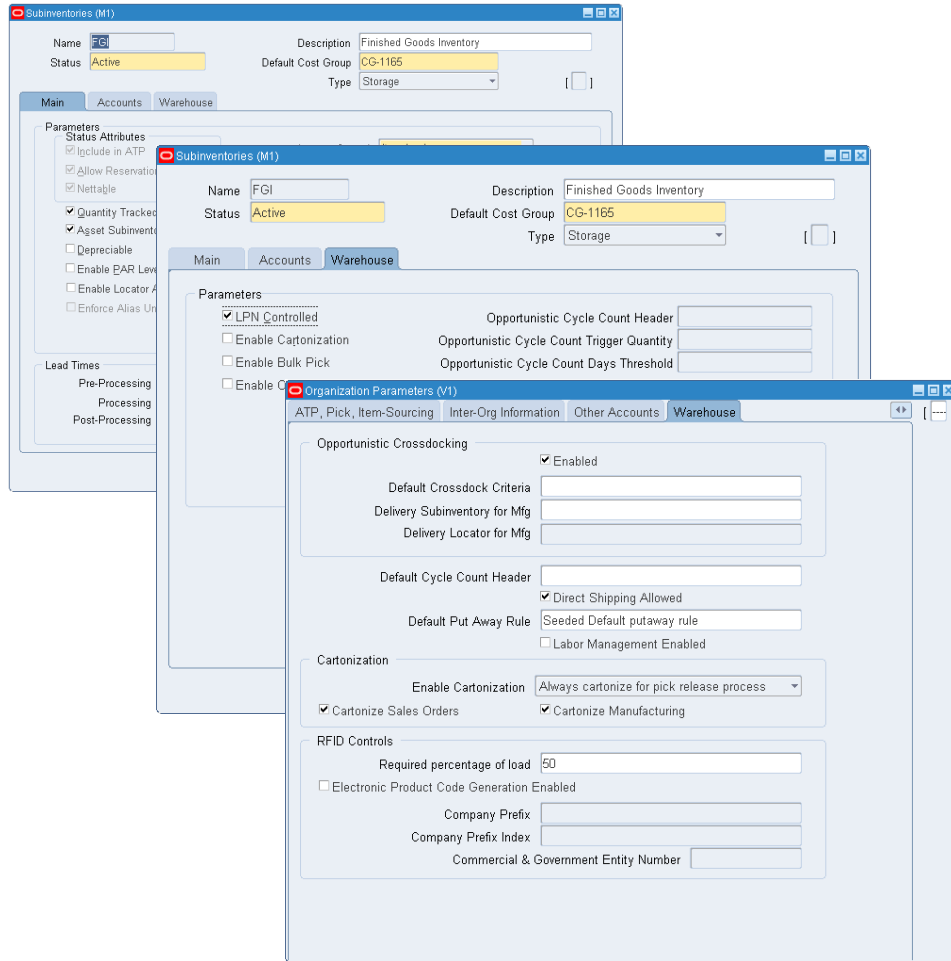 Subinventories (M1)
Name FGI Description Finished Goods Inventory
Status Active Default Cost Group CG-1165
Type Storage [ ]
Main Accounts Warehouse
Parameters
Status Attributes
Include in ATP
Allow Reservation
Nettable
Quantity Tracked
Asset Subinvento
Depreciable
Enable PAR Leve
Enable Locator A
Enforce Alias Un
Lead Times
Pre-Processing
Processing
Post-Processing
Subinventories (M1)
Name FGI Description Finished Goods Inventory
Status Active Default Cost Group CG-1165
Type Storage [ ]
Main Accounts Warehouse
Parameters
LPN Controlled Opportunistic Cycle Count Header
Enable Cartonization Opportunistic Cycle Count Trigger Quantity
Enable Bulk Pick Opportunistic Cycle Count Days Threshold
Enable
Organization Parameters (V1)
ATP, Pick, Item-Sourcing Inter-Org Information Other Accounts Warehouse [ ----
Opportunistic Crossdocking
Enabled
Default Crossdock Criteria
Delivery Subinventory for Mfg
Delivery Locator for Mfg
Default Cycle Count Header
Direct Shipping Allowed
Default Put Away Rule Seeded Default putaway rule
Labor Management Enabled
Cartonization
Enable Cartonization Always cartonize for pick release process
Cartonize Sales Orders Cartonize Manufacturing
RFID Controls
Required percentage of load 50
Electronic Product Code Generation Enabled
Company Prefix
Company Prefix Index
Commercial & Government Entity Number